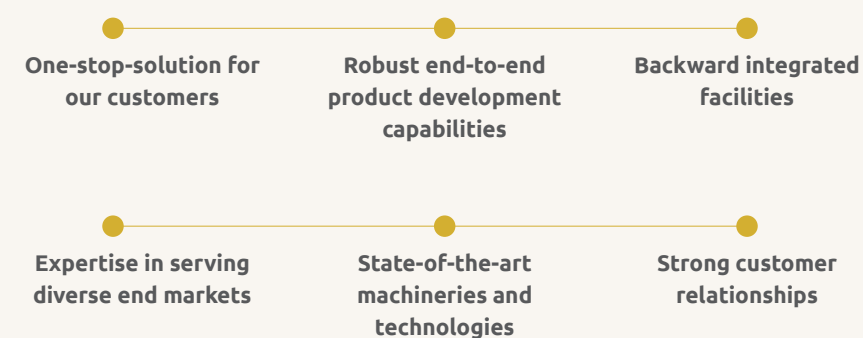 One-stop-solution for
our customers
Robust end-to-end
product development
capabilities
Backward integrated
facilities
Expertise in serving
diverse end markets
State-of-the-art
machineries and
technologies
Strong customer
relationships